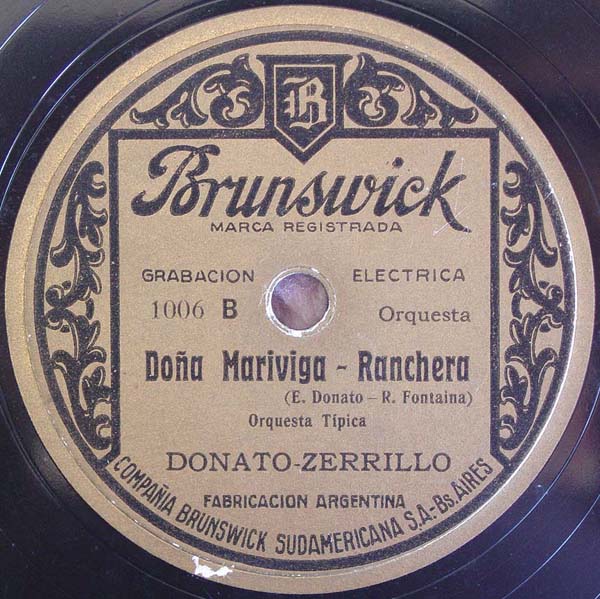 B
Brunswick
MARCA REGISTRADA
GRABACION ELECTRICA
1006 B Orquesta
Doña Mariviga - Ranchera
(E. Donato - R. Fontaina)
Orquesta Típica
DONATO-ZERRILLO
FABRICACION ARGENTINA
COMPAÑIA BRUNSWICK SUDAMERICANA S.A.-Bs.AIRES